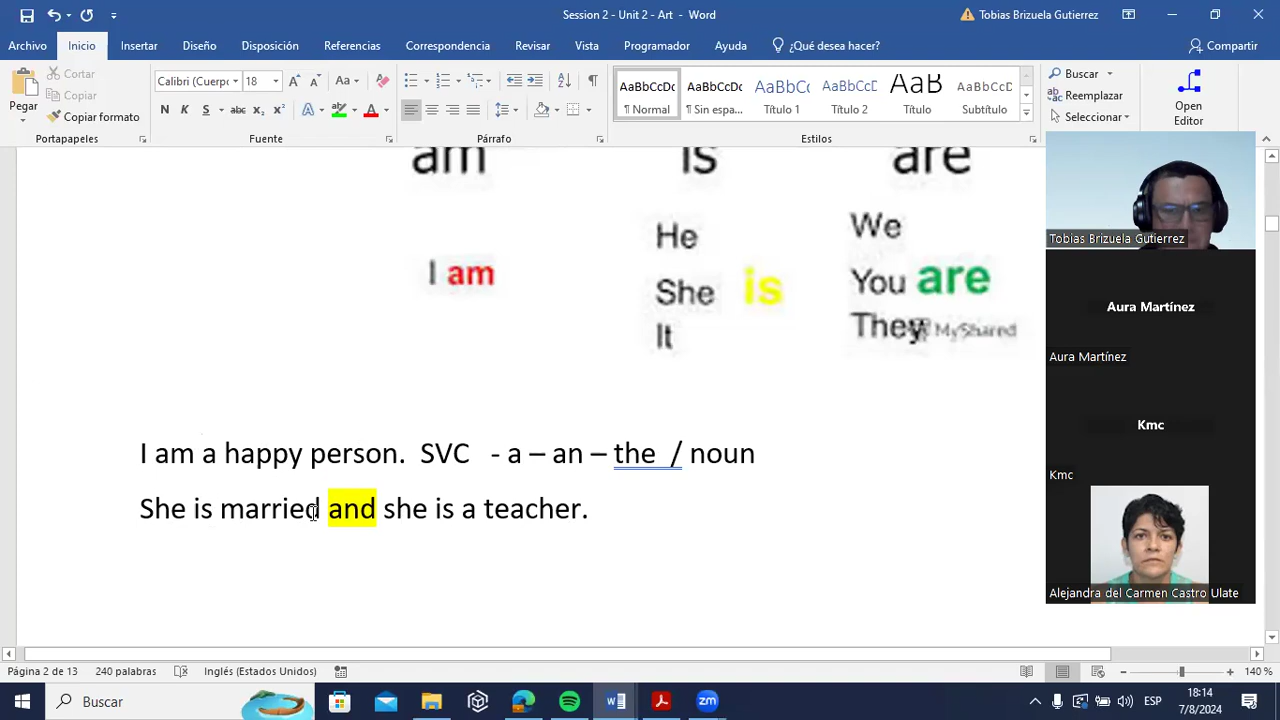 Session 2 - Unit 2 - Art - Word
Tobias Brizuela Gutierrez
Archivo Inicio Insertar Diseño Disposición Referencias Correspondencia Revisar Vista Programador Ayuda ¿Qué desea hacer? Compartir
Pegar
Cortar
Copiar
Copiar formato
Portapapeles
Calibri (Cuerpo 18
Fuente
Párrafo
AaBbCcDc AaBbCcDc AaBbCc AaBbCcD AaB AaBbCcD
¶ Normal ¶ Sin espa... Título 1 Título 2 Título Subtítulo
Estilos
Buscar
Reemplazar
Seleccionar
Open
Editor
am is are
I am
He
She is
It
We
You are
They
MyShared
I am a happy person. SVC - a – an – the / noun
She is married and she is a teacher.
Tobias Brizuela Gutierrez
Aura Martínez
Aura Martínez
Kmc
Kmc
Alejandra del Carmen Castro Ulate
Página 2 de 13 240 palabras Inglés (Estados Unidos) 140 %
Buscar
ESP
18:14
7/8/2024